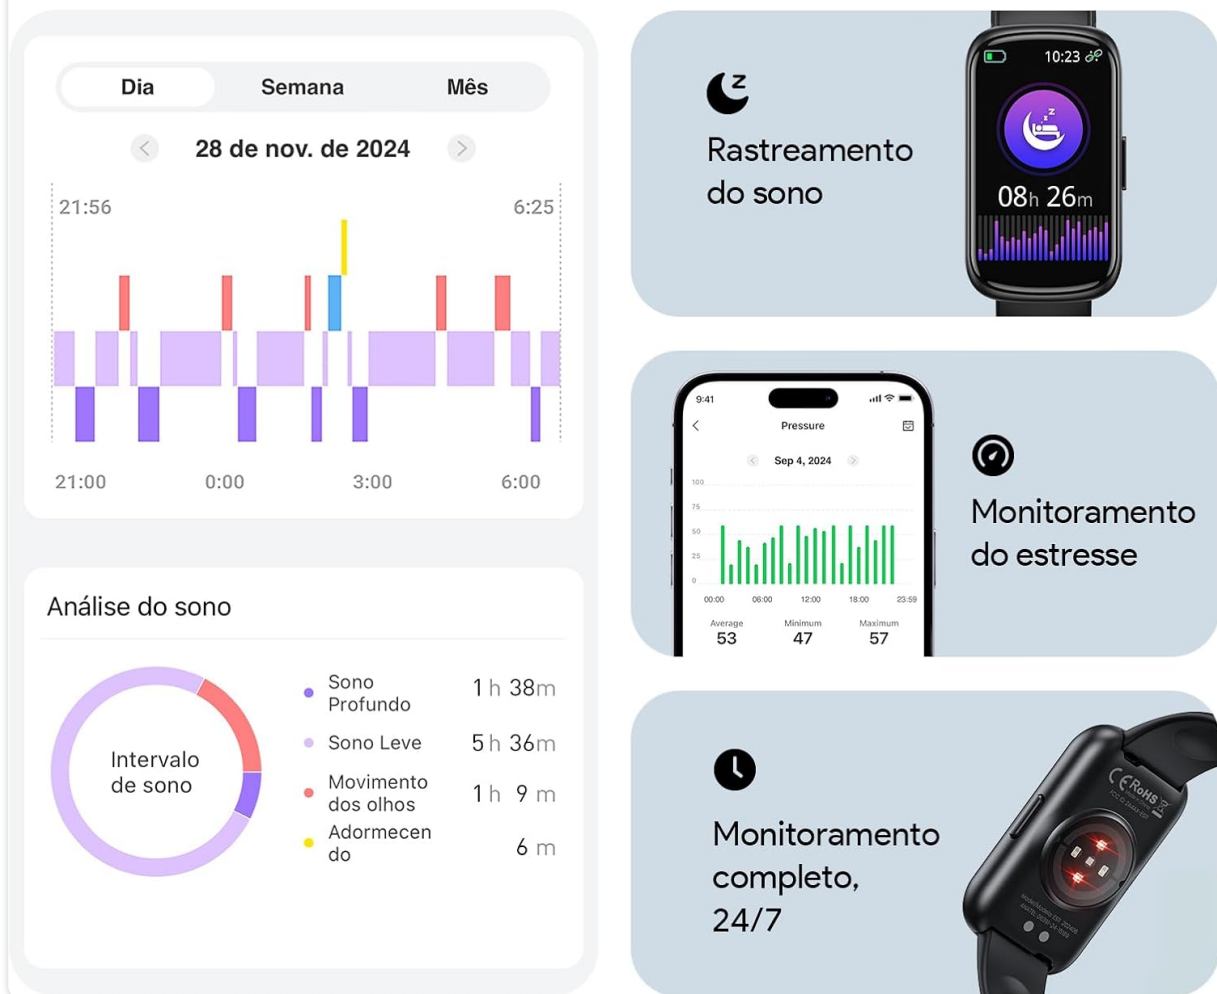 Dia
Semana
Mês
28 de nov. de 2024
21:56
6:25
21:00
0:00
3:00
6:00
Análise do sono
Intervalo
de sono
Sono
Profundo
1 h 38m
Sono Leve
5 h 36m
Movimento
dos olhos
1 h 9 m
Adormecen
do
6 m
10:23
z
z
08h 26m
Z
Rastreamento
do sono
9:41
Pressure
Sep 4, 2024
100
75
50
25
0
00:00
06:00
12:00
18:00
23:59
Average
Minimum
Maximum
53
47
57
Monitoramento
do estresse
Monitoramento
completo,
24/7
CE RoHS